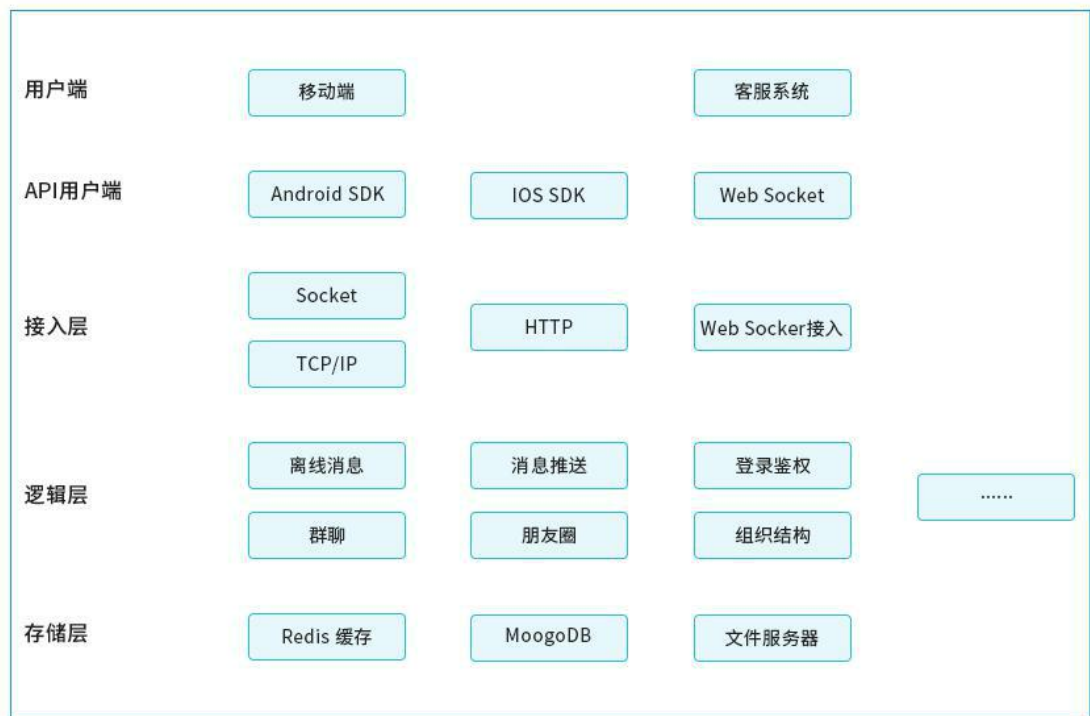 用户端
移动端
客服系统
API用户端
Android SDK
IOS SDK
Web Socket
接入层
Socket
TCP/IP
HTTP
Web Socker接入
逻辑层
离线消息
消息推送
登录鉴权
群聊
朋友圈
组织结构
......
存储层
Redis 缓存
MoogoDB
文件服务器